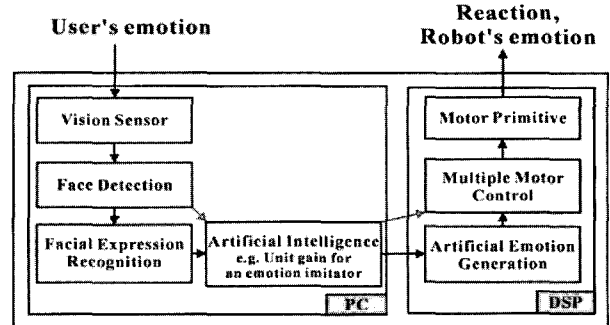 User's emotion
Reaction,
Robot's emotion
Vision Sensor
Face Detection
Facial Expression
Recognition
Artificial Intelligence
e.g. Unit gain for
an emotion imitator
PC
Motor Primitive
Multiple Motor
Control
Artificial Emotion
Generation
DSP